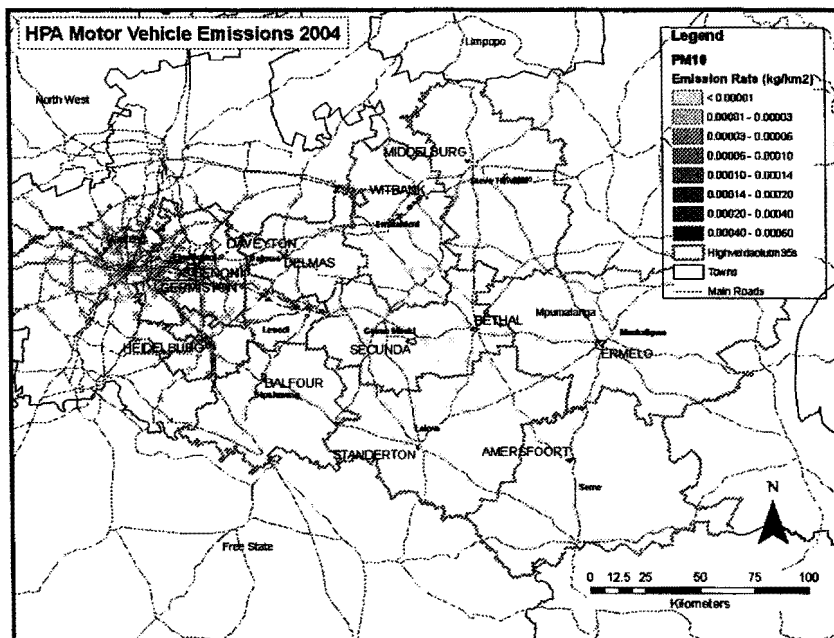 HPA Motor Vehicle Emissions 2004
Legend
PM10
Emission Rate (kg/km2)
< 0.00001
0.00001 - 0.00003
0.00003 - 0.00006
0.00006 - 0.00010
0.00010 - 0.00014
0.00014 - 0.00020
0.00020 - 0.00040
0.00040 - 0.00060
Towns
Main Roads
Limpopo
North West
MIDDELBURG
WITBANK
DAVEYTON
DELMAS
BENONI
GERMISTON
Lesedi
HEIDELBURG
SECUNDA
BETHAL
Mpumalanga
ERMELO
BALFOUR
Lekwa
STANDERTON
AMERSFOORT
Seme
Free State
N
0 12.5 25 50 75 100
Kilometers